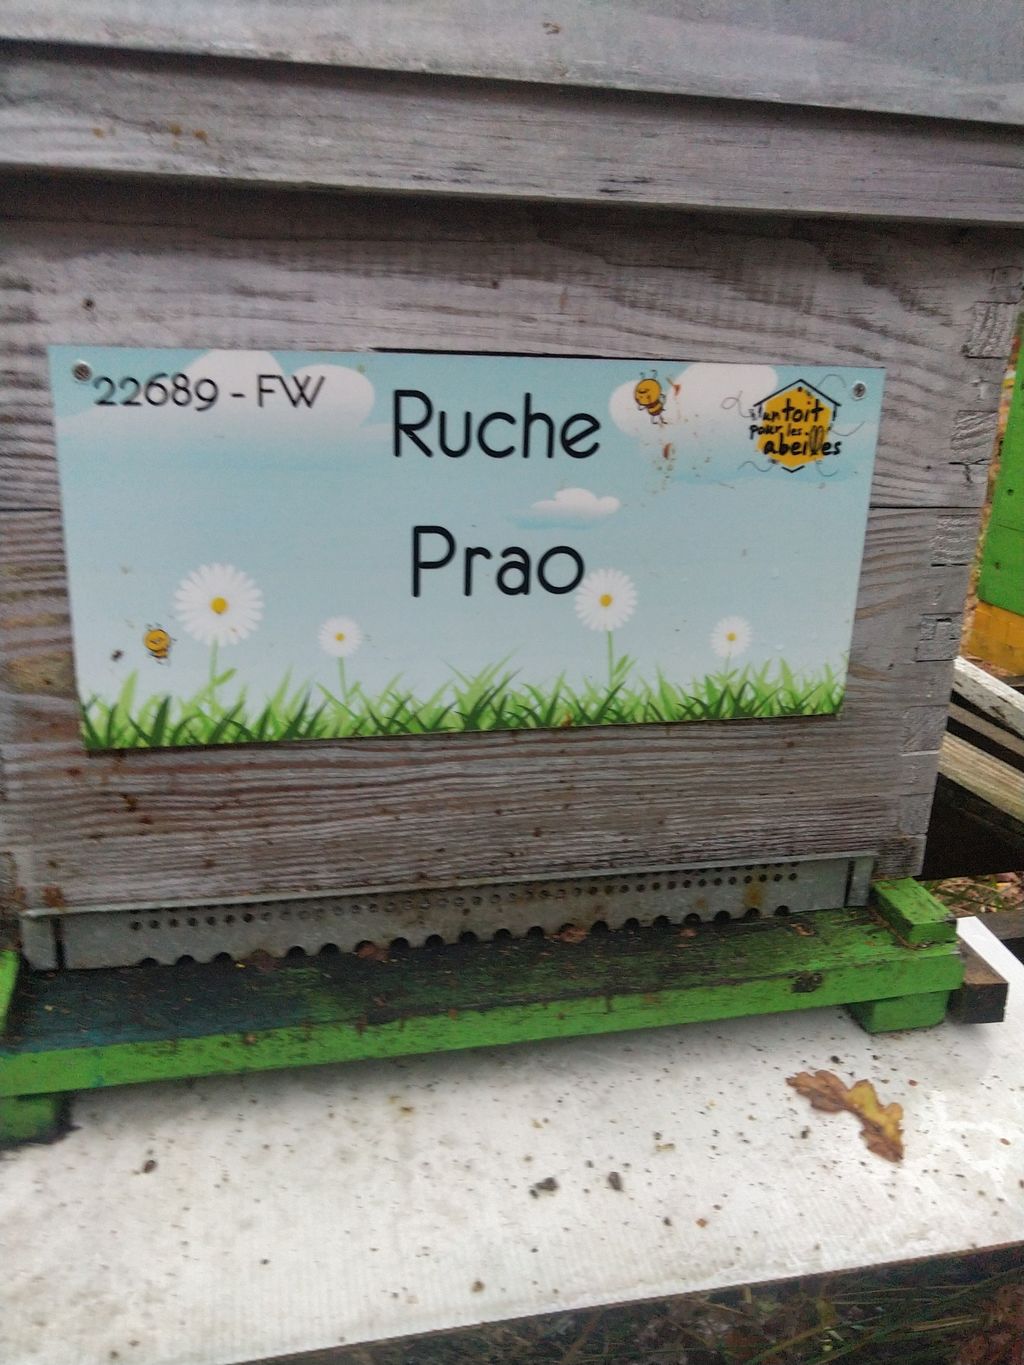 22689 - FW
Ruche
Prao
un toit
pour les
abeilles